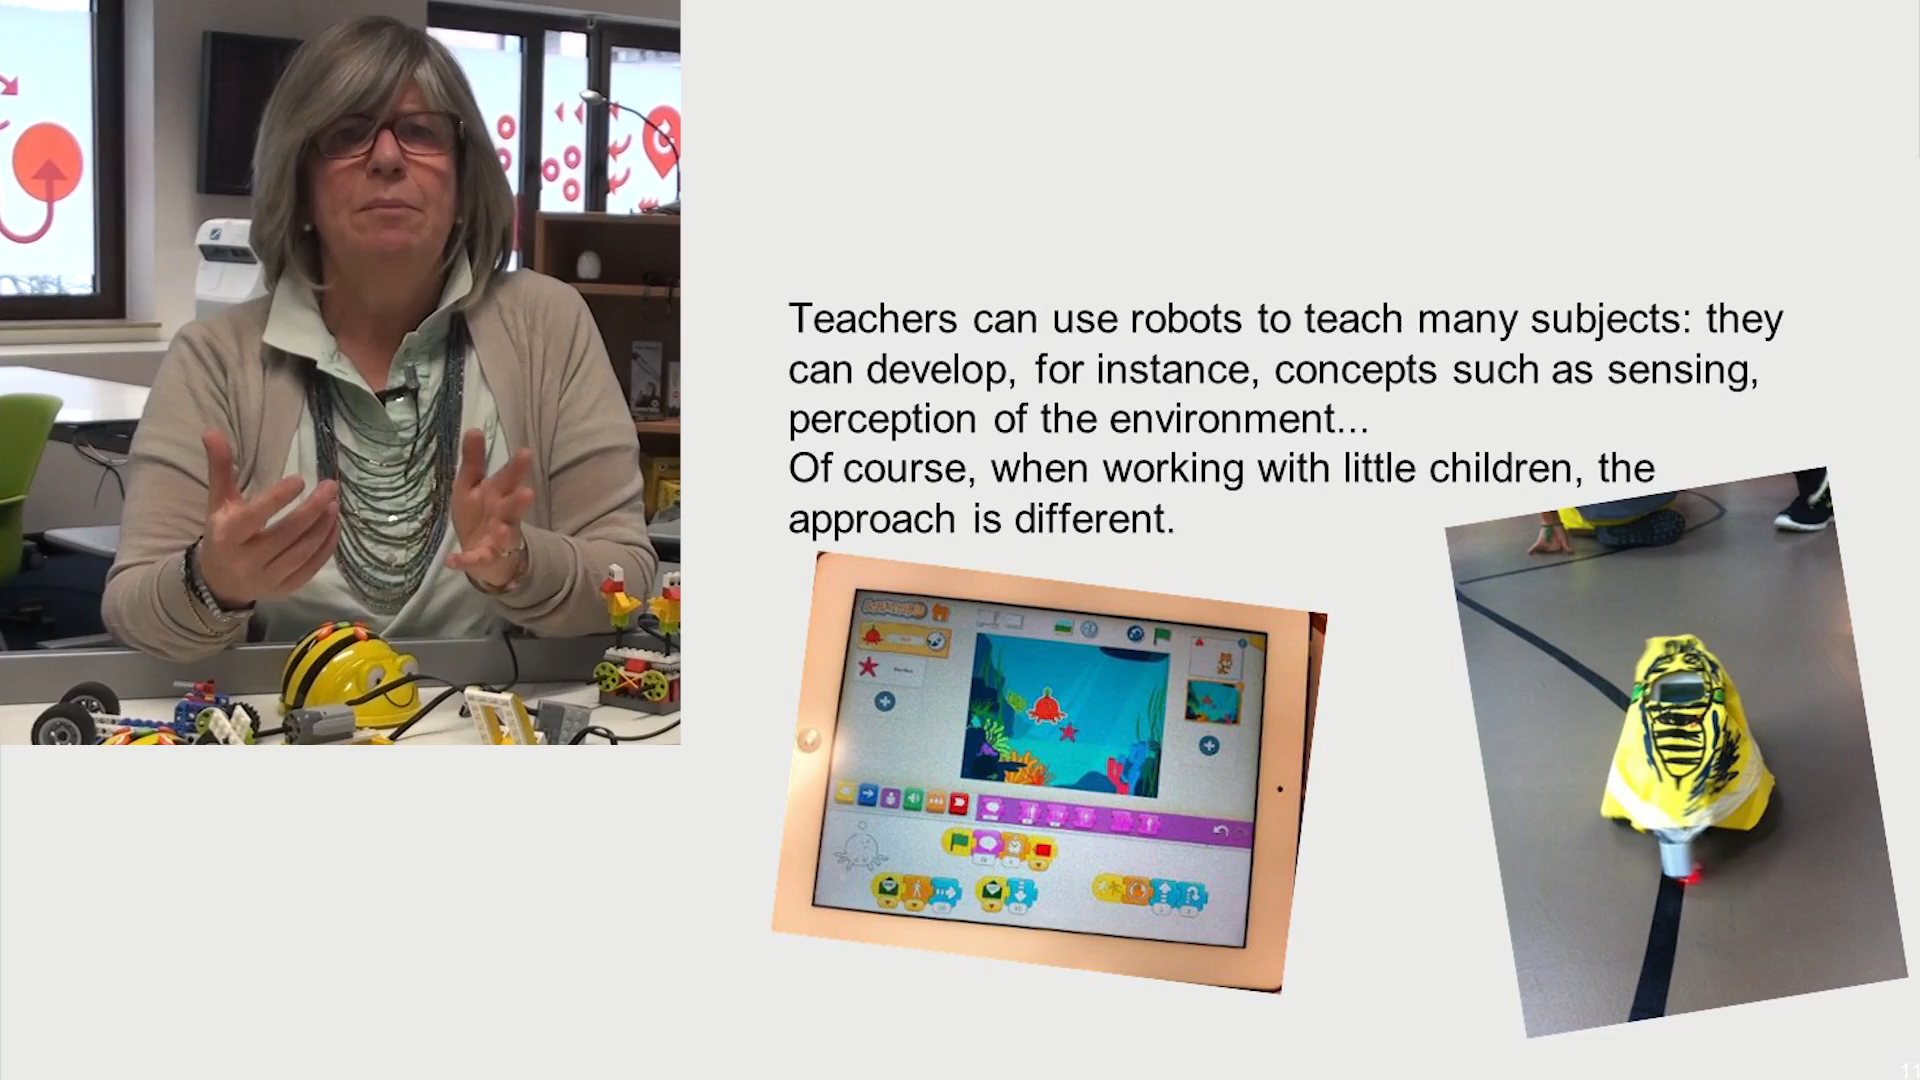 Teachers can use robots to teach many subjects: they
can develop, for instance, concepts such as sensing,
perception of the environment...
Of course, when working with little children, the
approach is different.